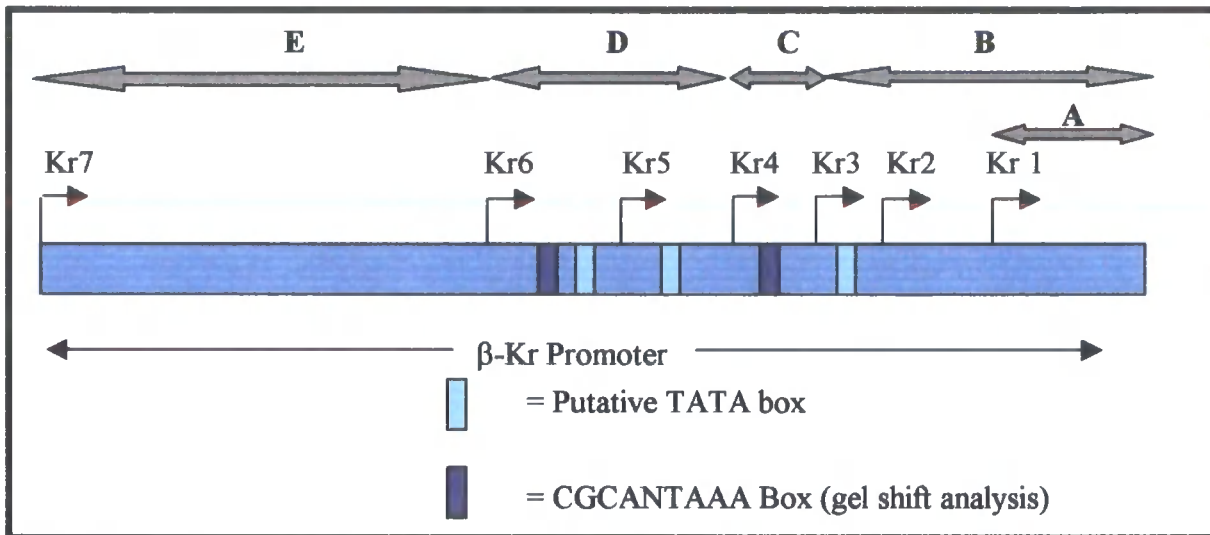 E D C B
A
Kr7 Kr6 Kr5 Kr4 Kr3 Kr2 Kr 1
β-Kr Promoter
= Putative TATA box
= CGCANTAAA Box (gel shift analysis)